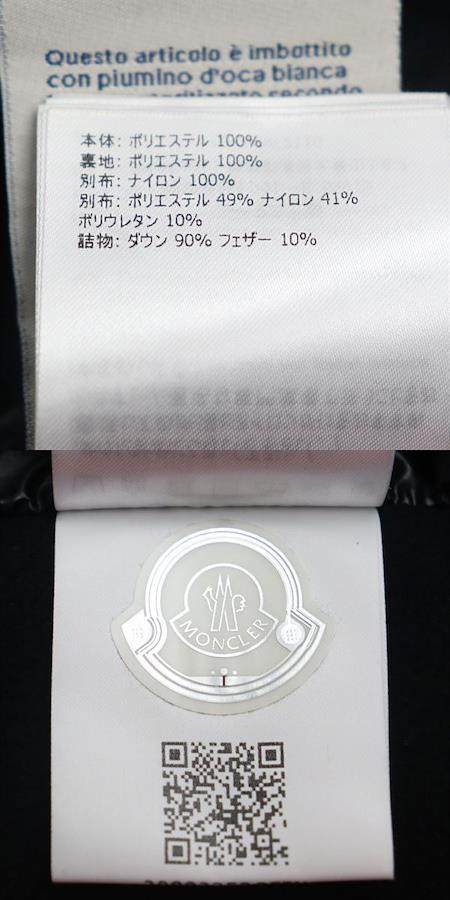 Questo articolo è imbottito
con piumino d'oca bianca
本体: ポリエステル 100%
裏地: ポリエステル 100%
別布: ナイロン 100%
別布: ポリエステル 49% ナイロン 41%
ポリウレタン 10%
詰物: ダウン 90% フェザー 10%
MONCLER